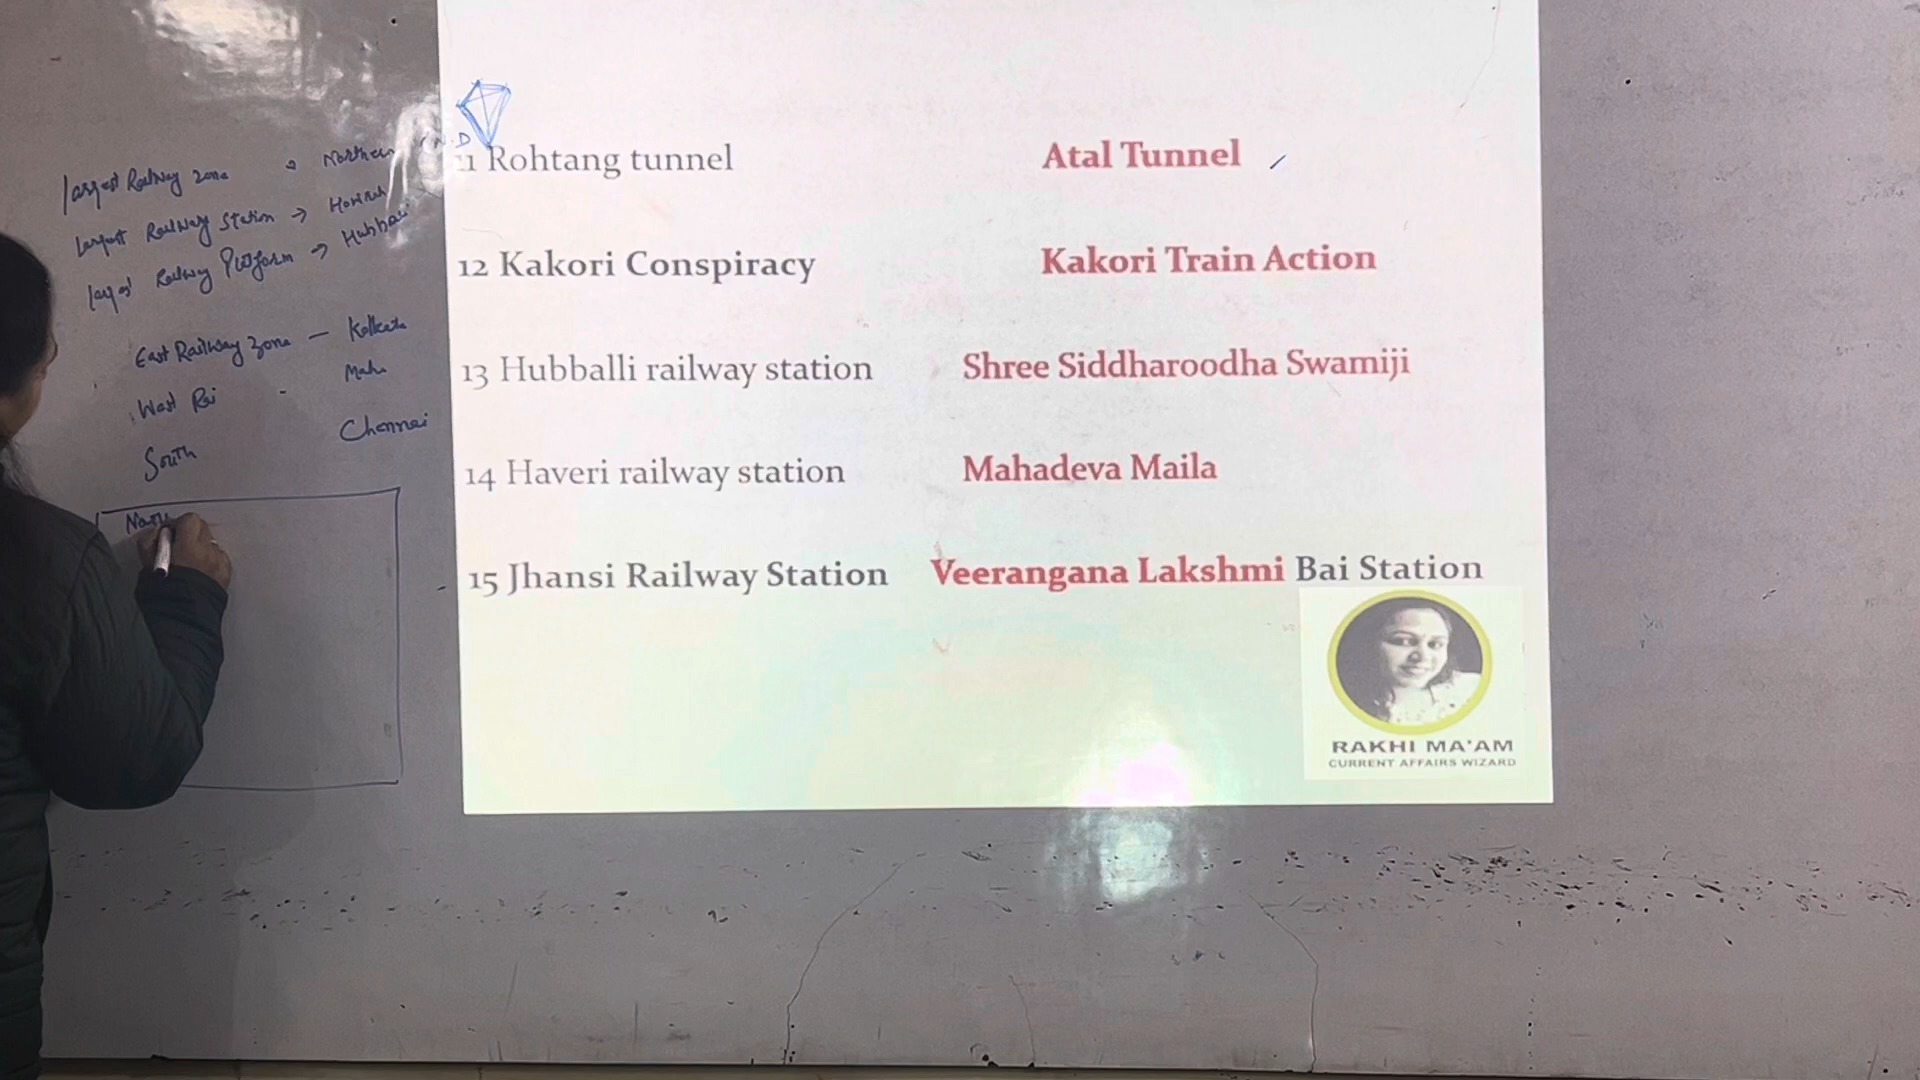 largest Railway zone → Northern (N.D
largest Railway Station → Howrah
largest Railway Platform → Hubbali
East Railway zone — Kolkata
West Rai - Mah
South Chennai
North
11 Rohtang tunnel Atal Tunnel
12 Kakori Conspiracy Kakori Train Action
13 Hubballi railway station Shree Siddharoodha Swamiji
14 Haveri railway station Mahadeva Maila
15 Jhansi Railway Station Veerangana Lakshmi Bai Station
RAKHI MA'AM
CURRENT AFFAIRS WIZARD